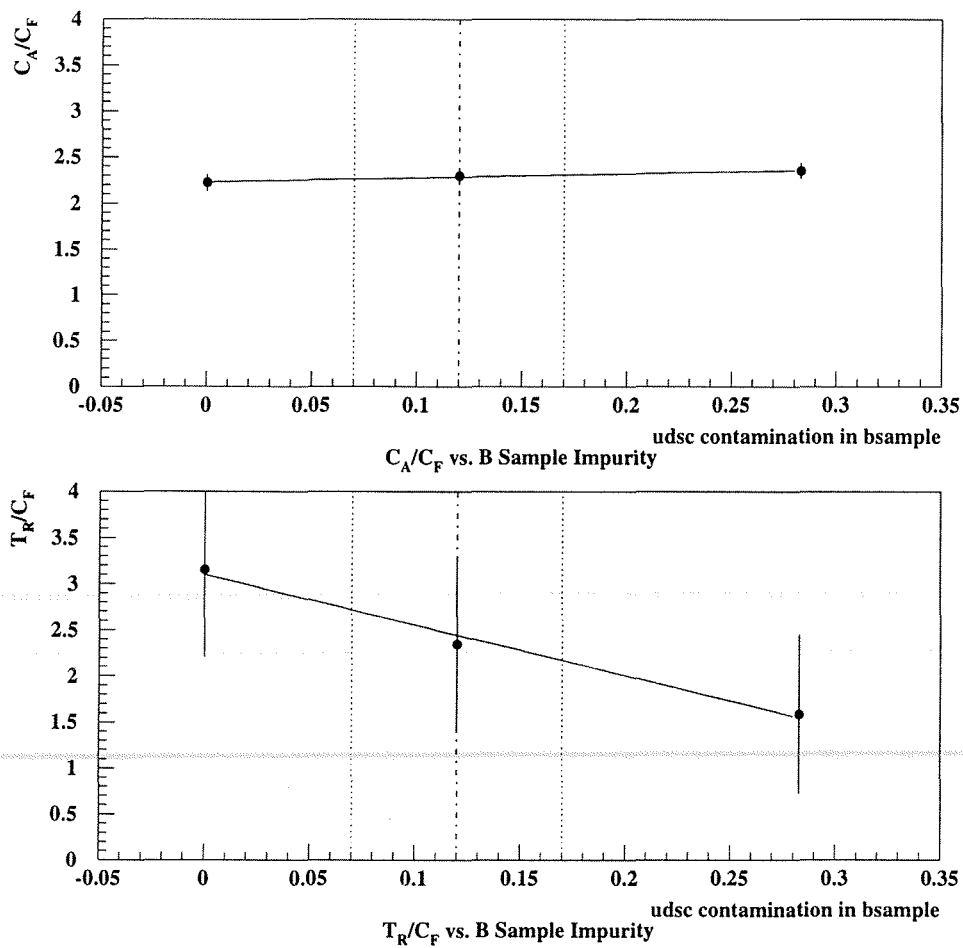 C_A/C_F
4
3.5
3
2.5
2
1.5
1
0.5
0
-0.05 0 0.05 0.1 0.15 0.2 0.25 0.3 0.35
udsc contamination in bsample
C_A/C_F vs. B Sample Impurity
T_R/C_F
4
3.5
3
2.5
2
1.5
1
0.5
0
-0.05 0 0.05 0.1 0.15 0.2 0.25 0.3 0.35
udsc contamination in bsample
T_R/C_F vs. B Sample Impurity